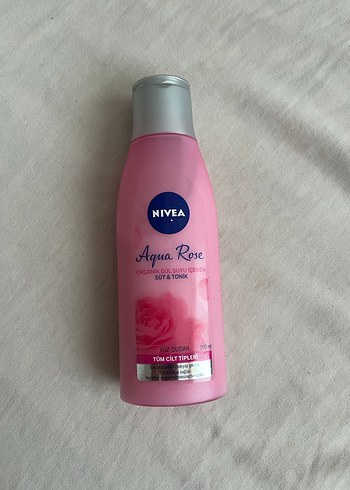 NIVEA
Aqua Rose
ORGANİK GÜL SUYU İÇEREN
SÜT & TONİK
YÜZ, DUDAK
200 ml
TÜM CİLT TİPLERİ